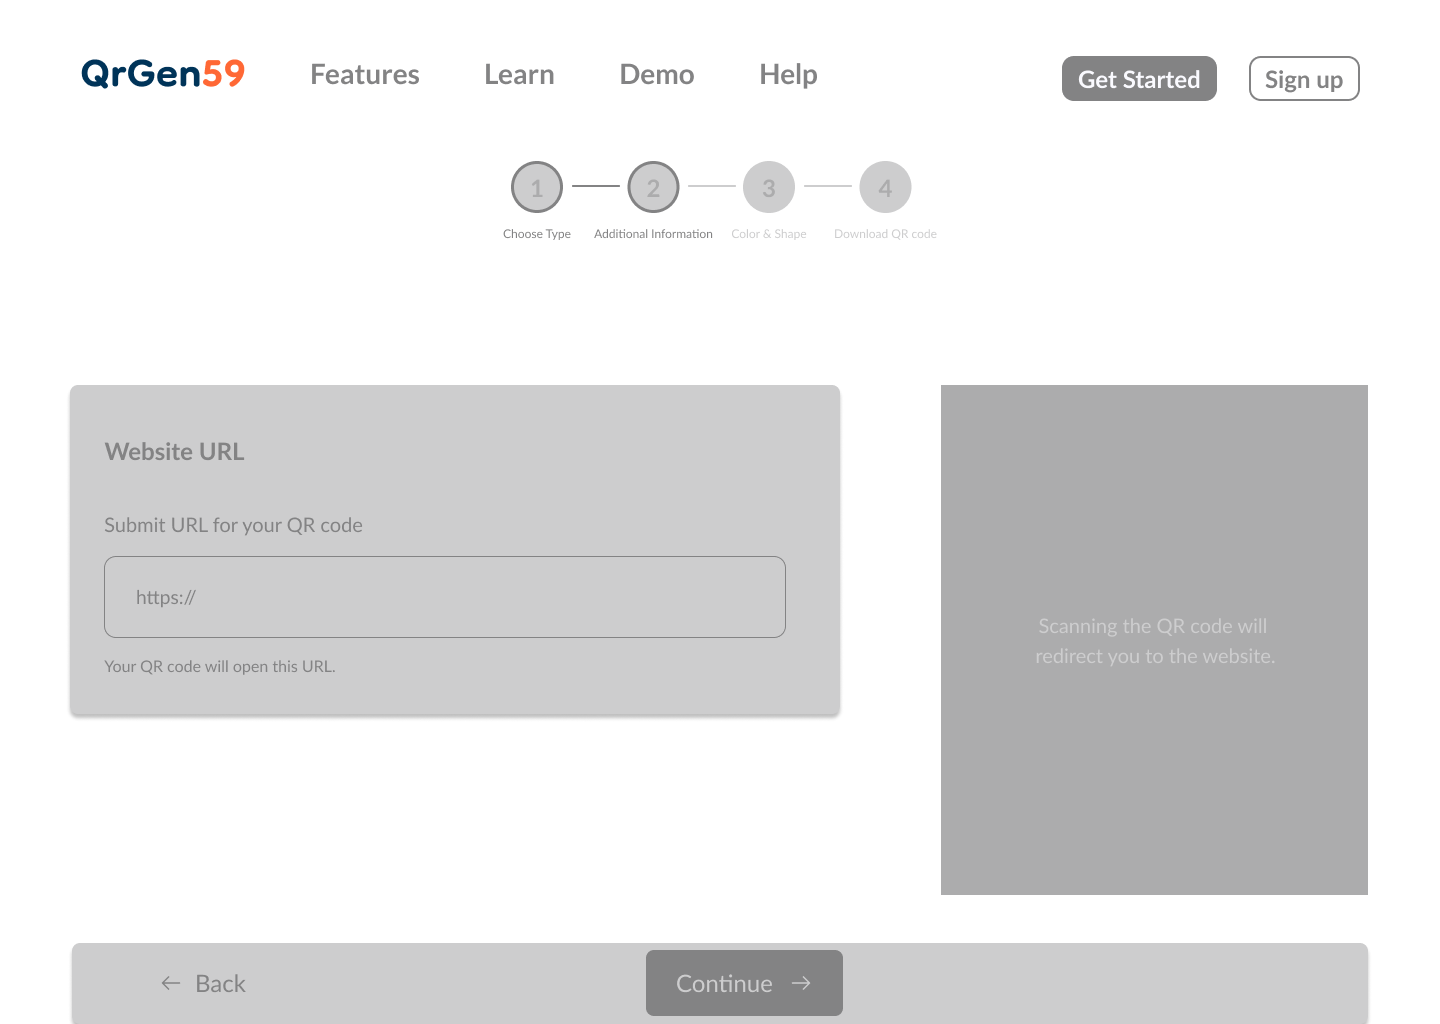 QrGen59
Features
Learn
Demo
Help
Get Started
Sign up
1
2
3
4
Choose Type
Additional Information
Color & Shape
Download QR code
Website URL
Submit URL for your QR code
https://
Your QR code will open this URL.
Scanning the QR code will
redirect you to the website.
Back
Continue